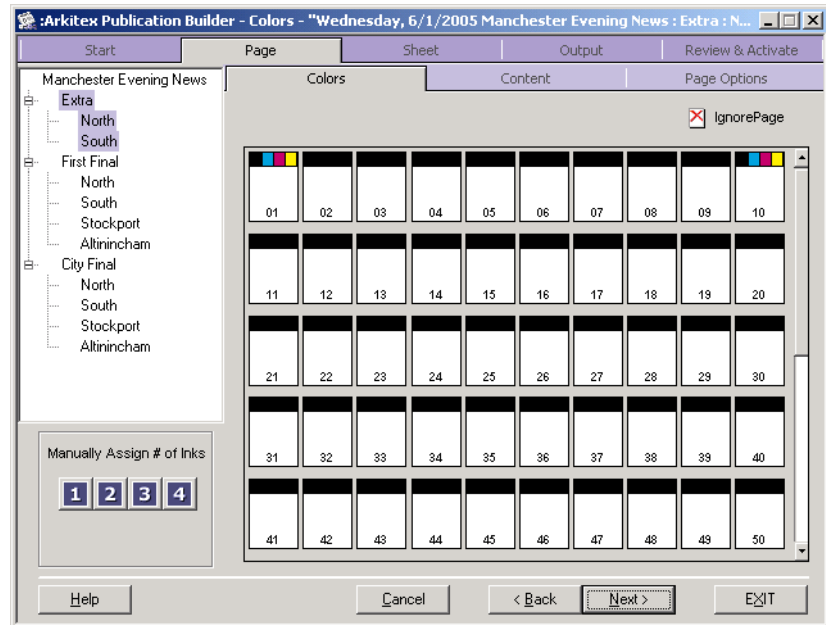 :Arkitex Publication Builder - Colors - "Wednesday, 6/1/2005 Manchester Evening News : Extra : N...
Start Page Sheet Output Review & Activate
Manchester Evening News
Extra
North
South
First Final
North
South
Stockport
Altinincham
City Final
North
South
Stockport
Altinincham
Colors Content Page Options
IgnorePage
01 02 03 04 05 06 07 08 09 10
11 12 13 14 15 16 17 18 19 20
21 22 23 24 25 26 27 28 29 30
31 32 33 34 35 36 37 38 39 40
41 42 43 44 45 46 47 48 49 50
Manually Assign # of Inks
1 2 3 4
Help Cancel < Back Next > EXIT